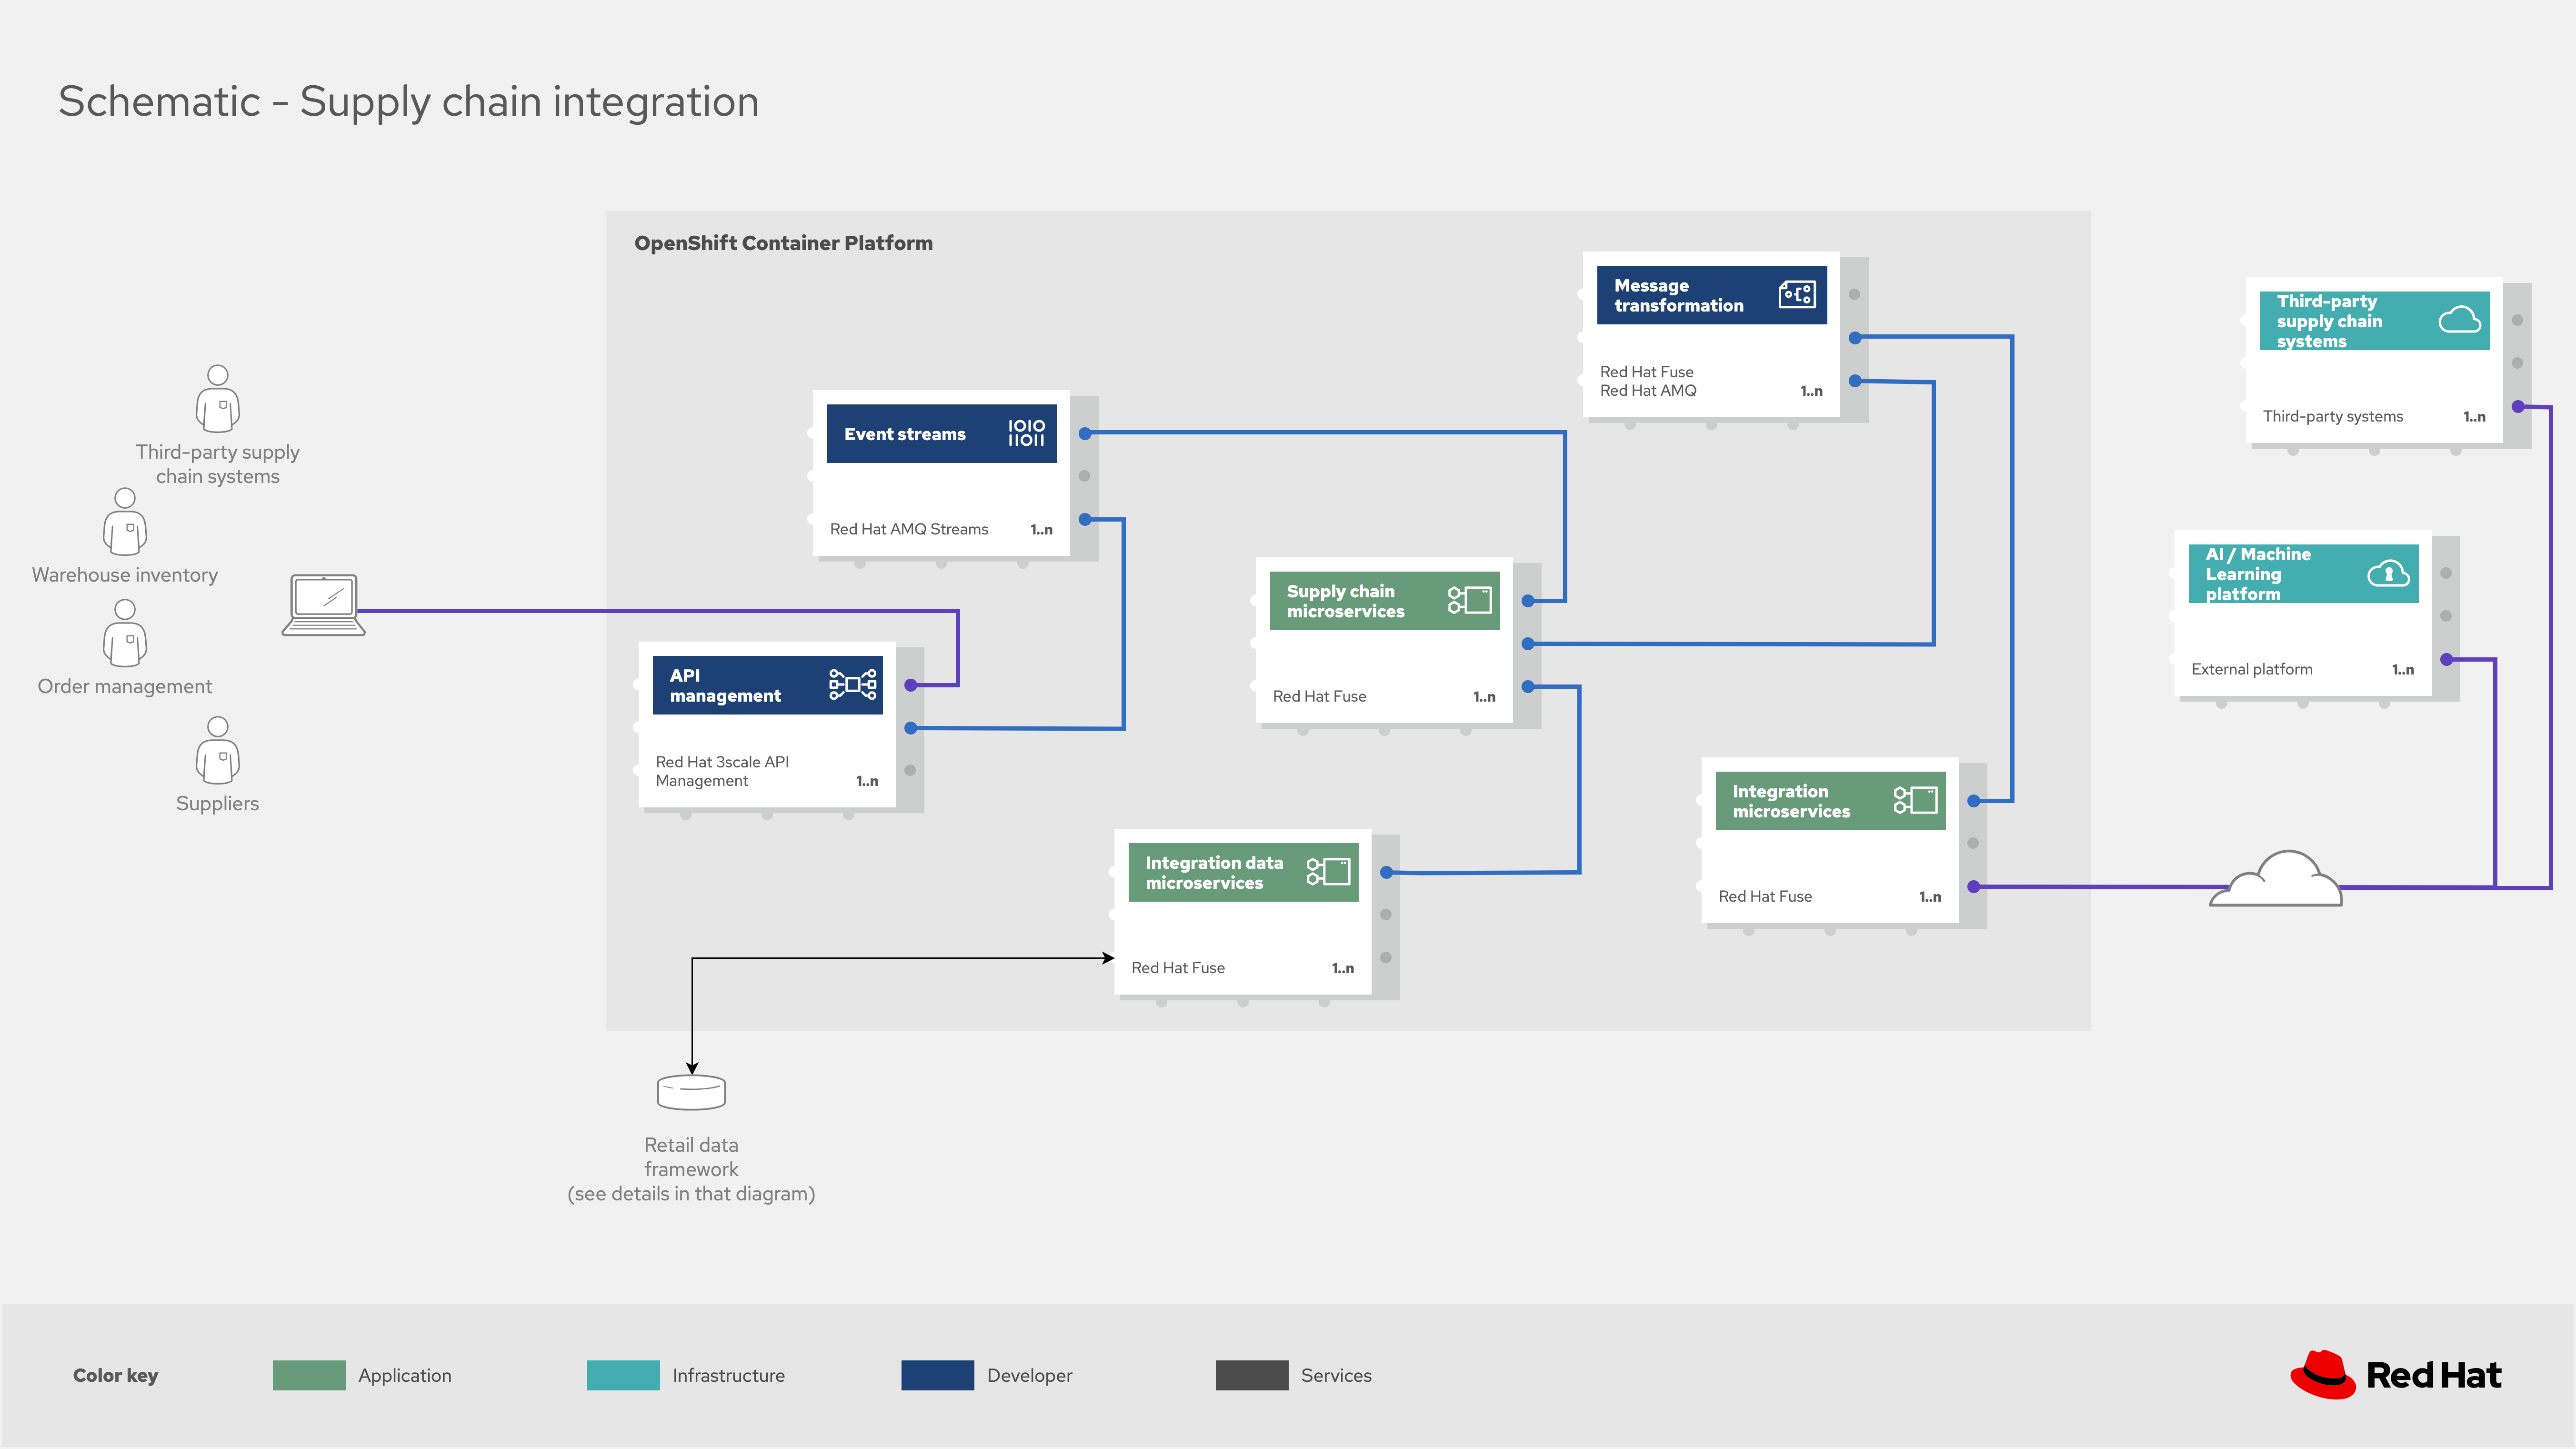 Schematic - Supply chain integration
OpenShift Container Platform
Third-party supply
chain systems
Warehouse inventory
Order management
Suppliers
Event streams
IOIO
IIOII
Red Hat AMQ Streams
1..n
API
management
Red Hat 3scale API
Management
1..n
Supply chain
microservices
Red Hat Fuse
1..n
Message
transformation
Red Hat Fuse
Red Hat AMQ
1..n
Integration data
microservices
Red Hat Fuse
1..n
Integration
microservices
Red Hat Fuse
1..n
Third-party
supply chain
systems
Third-party systems
1..n
AI / Machine
Learning
platform
External platform
1..n
Retail data
framework
(see details in that diagram)
Color key
Application
Infrastructure
Developer
Services
Red Hat